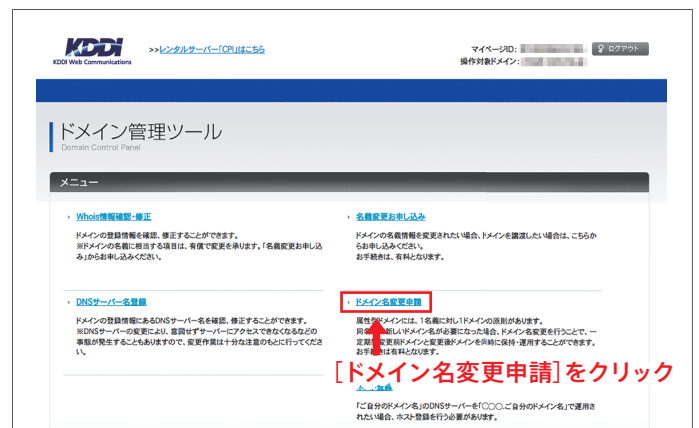 KDDI
KDDI Web Communications
>>レンタルサーバー「CPI」はこちら
マイページID:
ログアウト
操作対象ドメイン:
ドメイン管理ツール
Domain Control Panel
メニュー
Whois情報確認・修正
ドメインの登録情報を確認、修正することができます。
※ドメインの名義に相当する項目は、有償で変更を承ります。「名義変更お申し込
み」からお申し込みください。
名義変更お申し込み
ドメインの名義情報を変更されたい場合、ドメインを譲渡したい場合は、こちらか
らお申し込みください。
お手続きは、有料となります。
DNSサーバー名登録
ドメインの登録情報にあるDNSサーバー名を確認、修正することができます。
※DNSサーバーの変更により、意図せずサーバーにアクセスできなくなるなどの
事態が発生することもありますので、変更作業は十分な注意のもとに行ってくださ
い。
ドメイン名変更申請
属性型ドメインには、1名義に対し1ドメインの原則があります。
新しいドメイン名が必要になった場合、ドメイン名変更を行うことで、一
定期間変更前ドメインと変更後ドメインを同時に保持・運用することができます。
お手続きは有料となります。
[ドメイン名変更申請]をクリック
「ご自分のドメイン名」のDNSサーバーを「〇〇〇.ご自分のドメイン名」で運用さ
れたい場合、ホスト登録を行う必要があります。